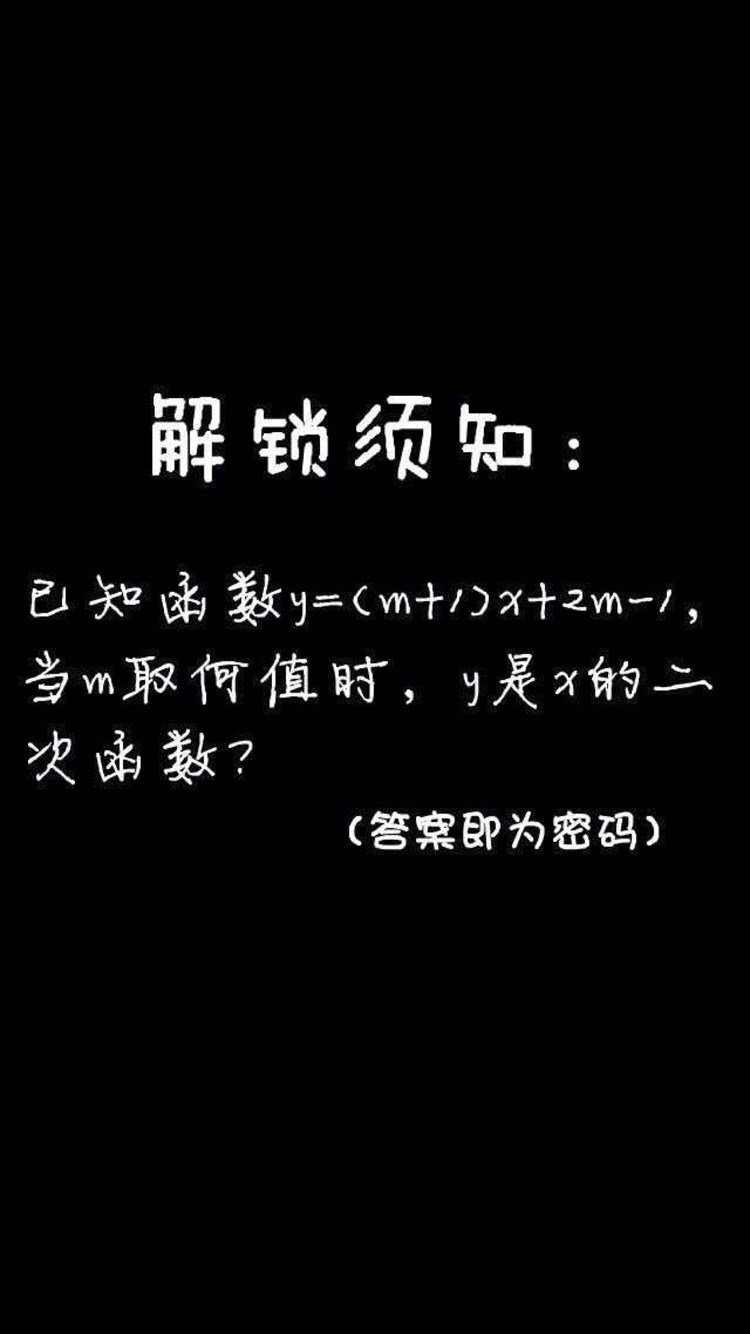 解锁须知：
已知函数y=(m+1)x+2m-1，
当m取何值时，y是x的二
次函数？
（答案即为密码）